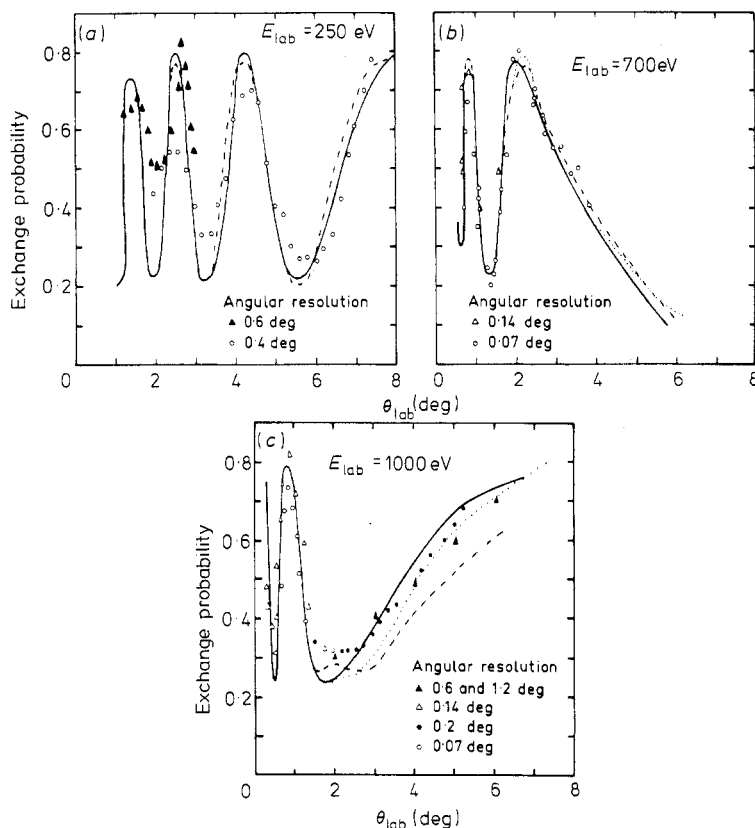 (a)
E_lab = 250 eV
Exchange probability
0·8
0·6
0·4
0·2
Angular resolution
▲ 0·6 deg
○ 0·4 deg
0 2 4 6 8
θ_lab(deg)
(b)
E_lab = 700 eV
Angular resolution
△ 0·14 deg
○ 0·07 deg
0 2 4 6 8
(c)
E_lab = 1000 eV
Exchange probability
0·8
0·6
0·4
0·2
Angular resolution
▲ 0·6 and 1·2 deg
△ 0·14 deg
● 0·2 deg
○ 0·07 deg
0 2 4 6 8
θ_lab(deg)